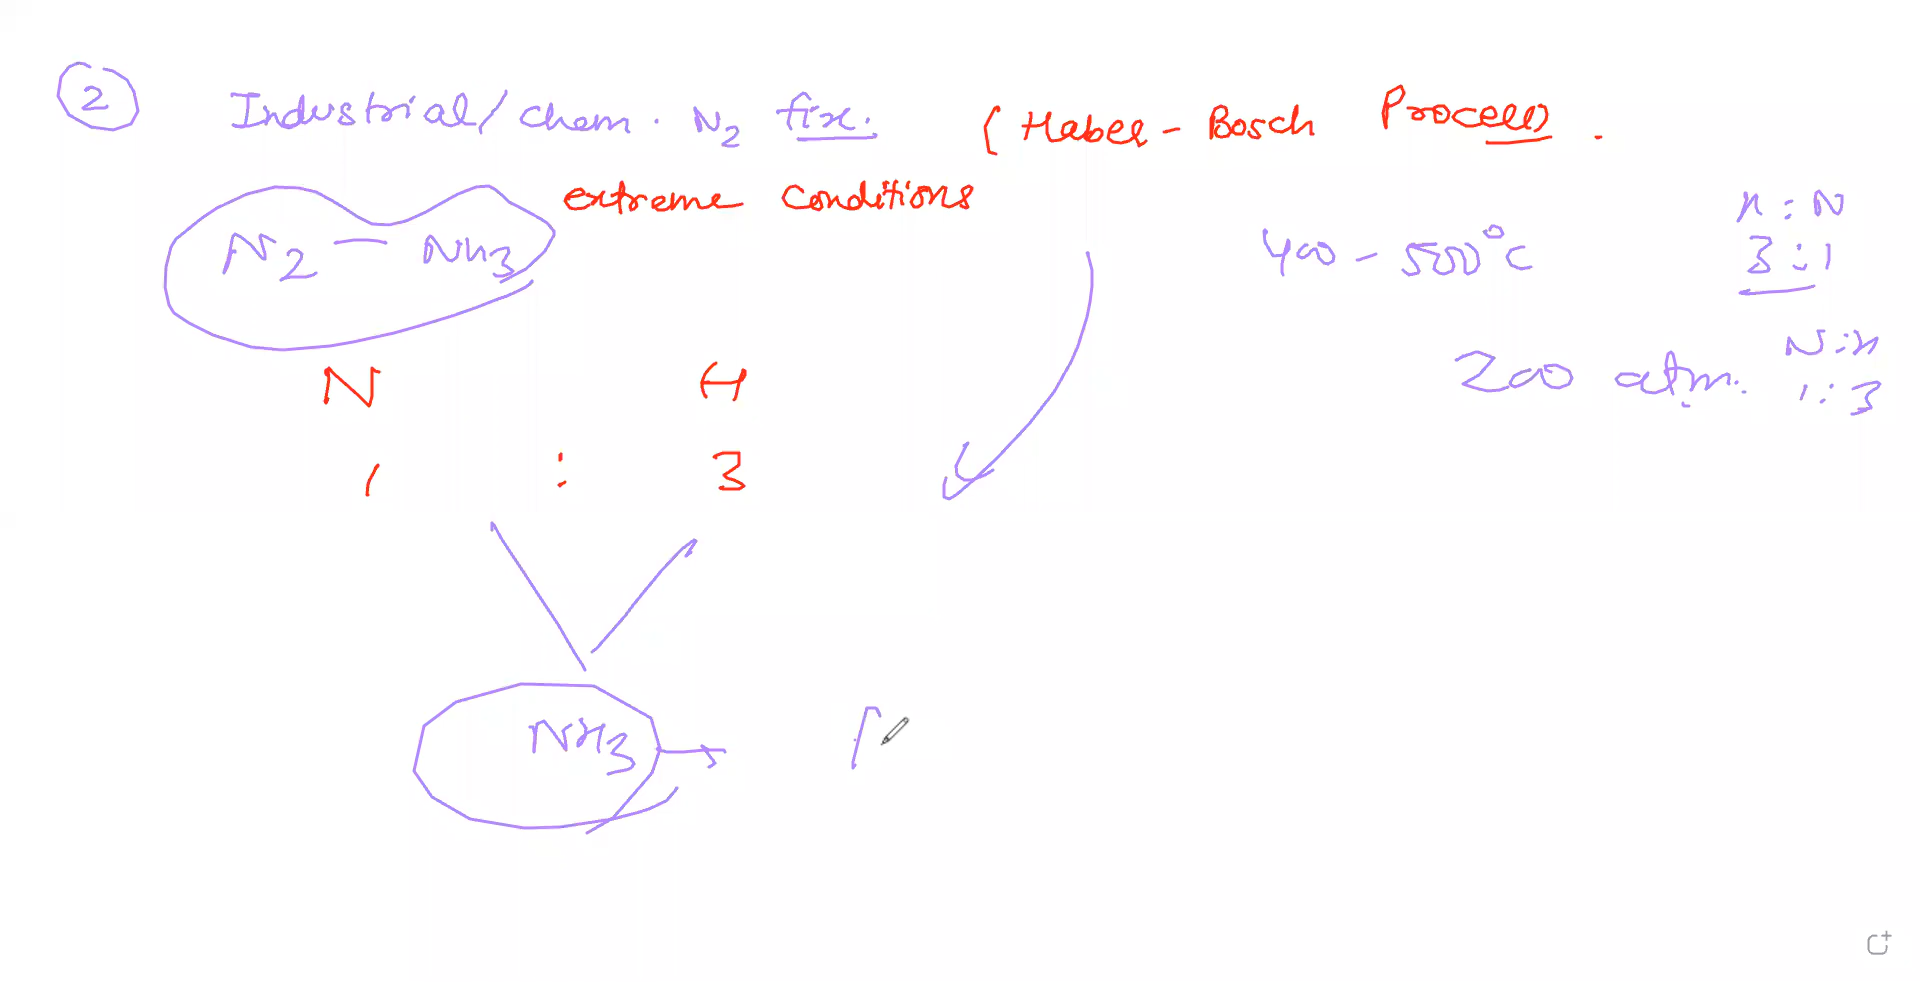 2 Industrial/chem. N2 fix. (Haber-Bosch Process.
extreme conditions
N2 — NH3
400 - 500°C
H : N
3 : 1
N : H
1 : 3
200 atm.
N H
1 : 3
NH3 →